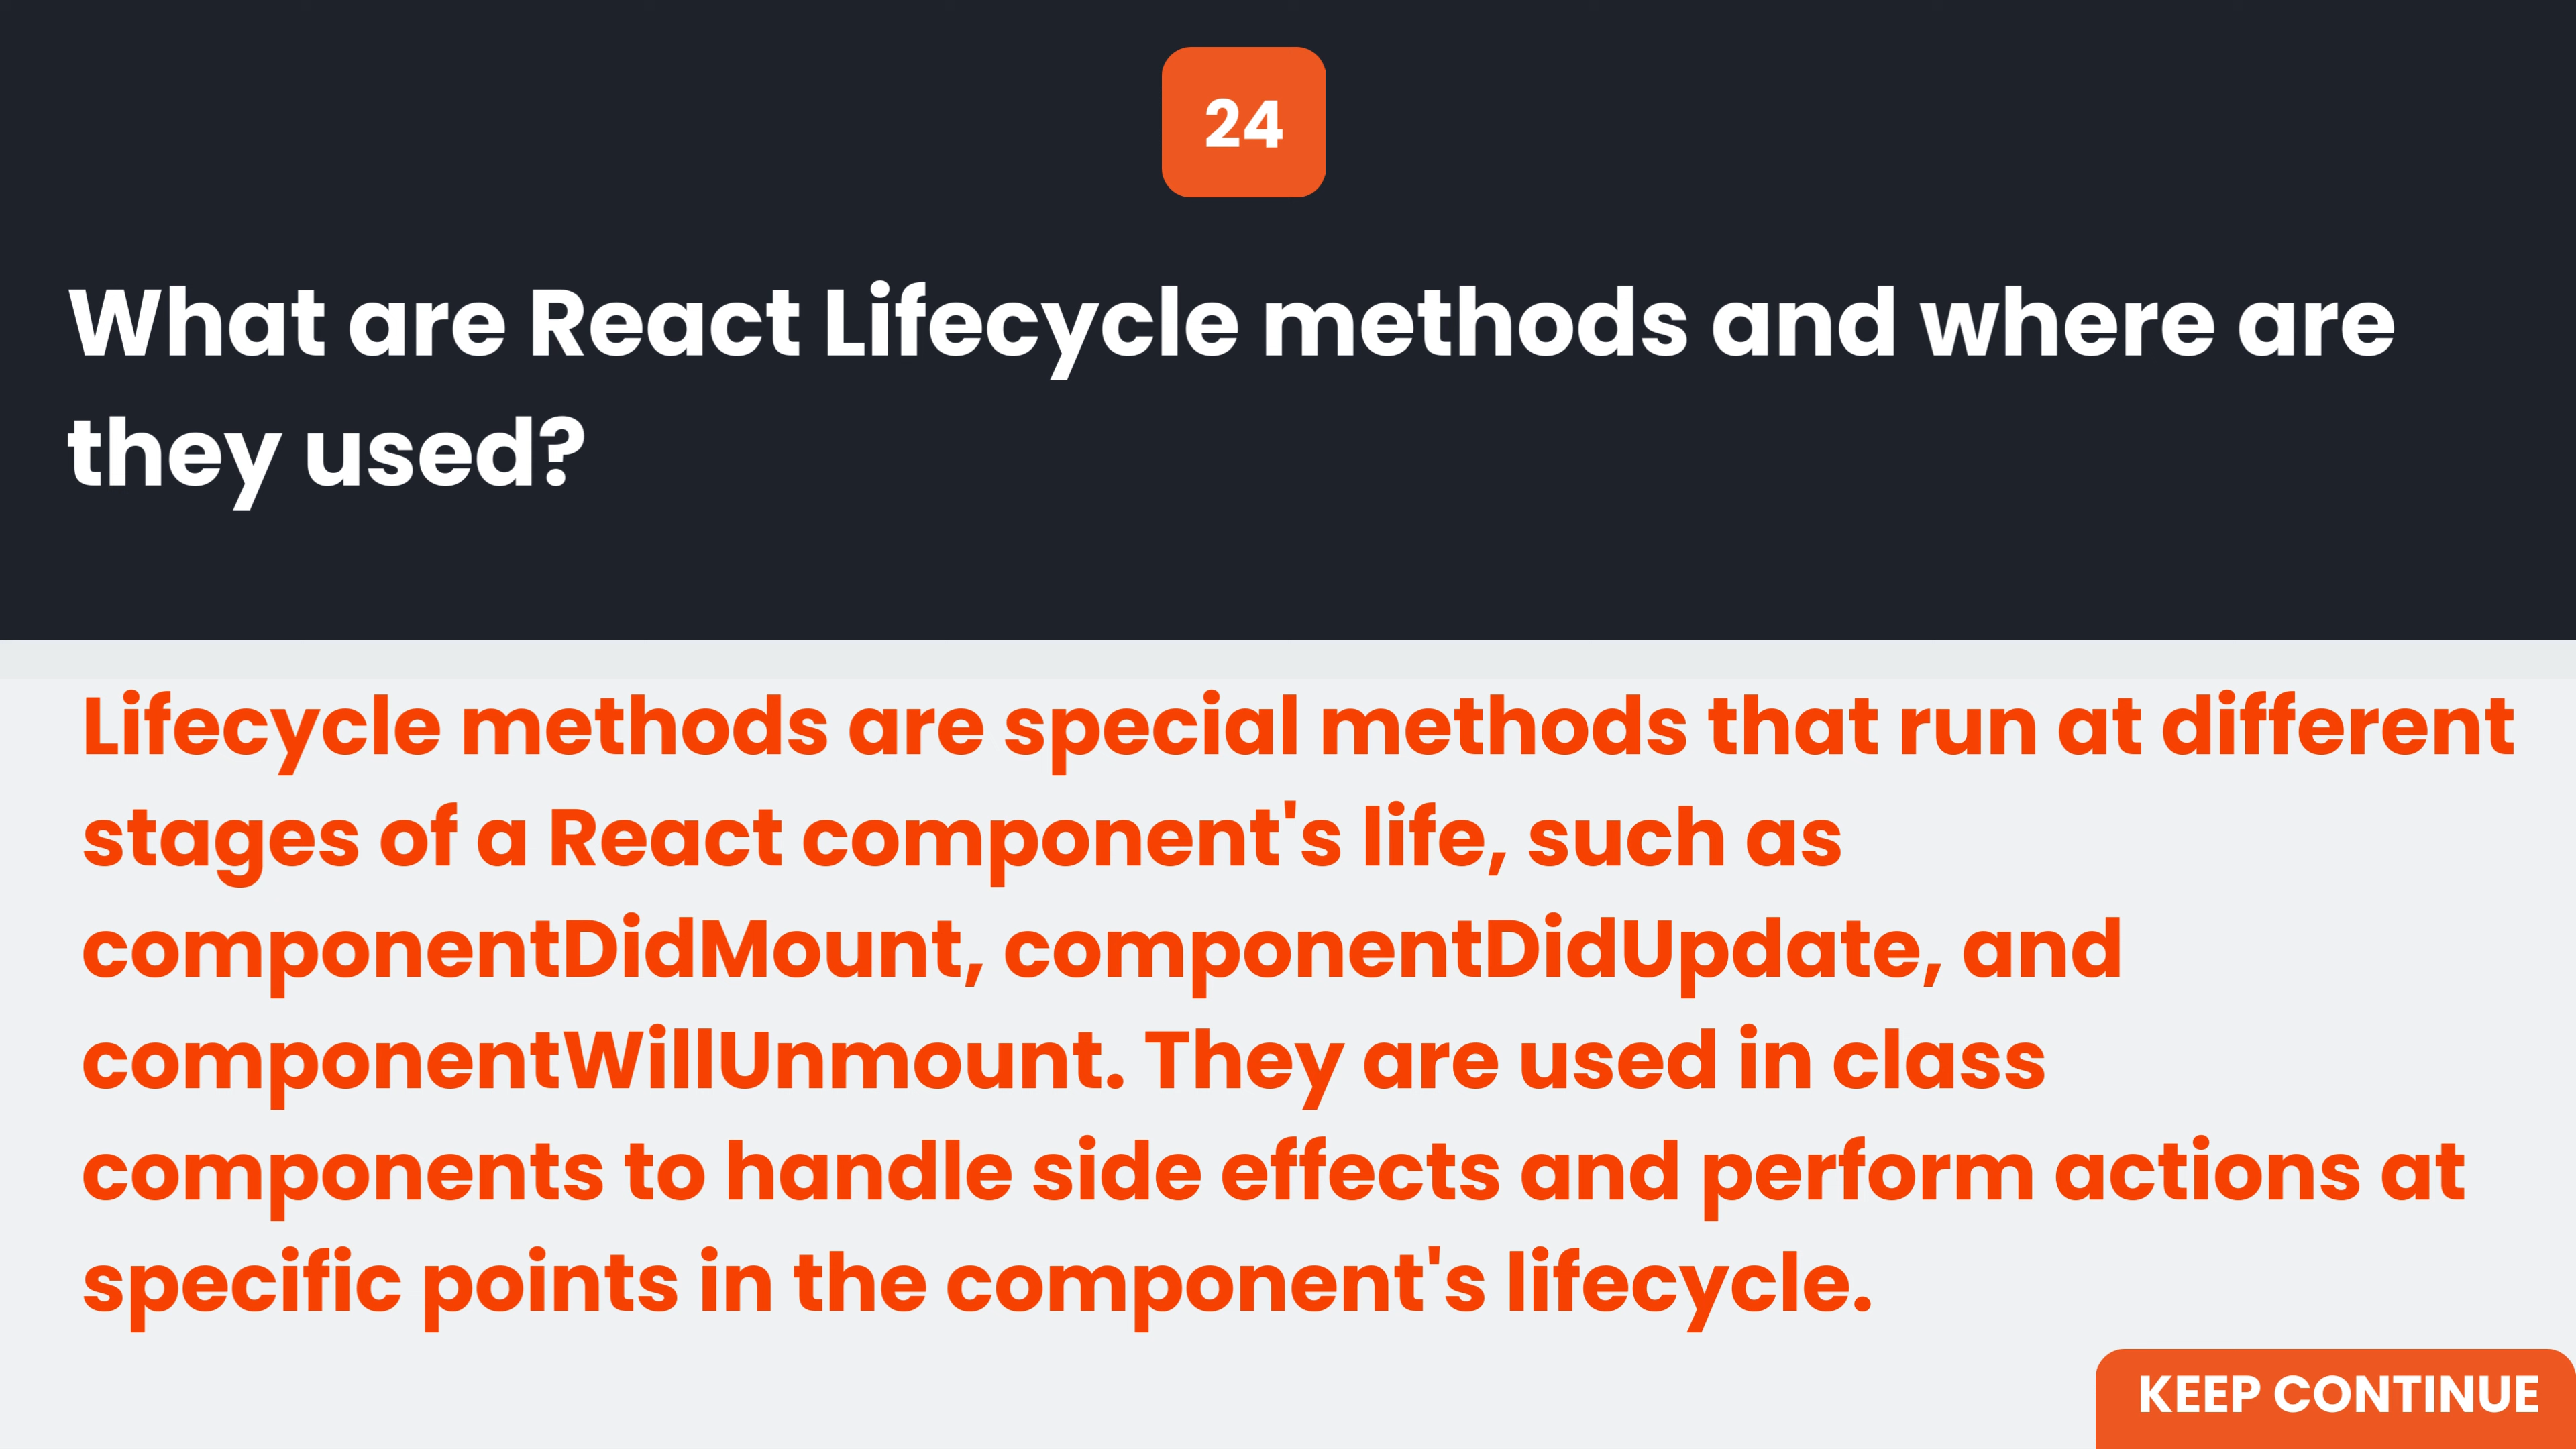 24
What are React Lifecycle methods and where are
they used?
Lifecycle methods are special methods that run at different
stages of a React component's life, such as
componentDidMount, componentDidUpdate, and
componentWillUnmount. They are used in class
components to handle side effects and perform actions at
specific points in the component's lifecycle.
KEEP CONTINUE